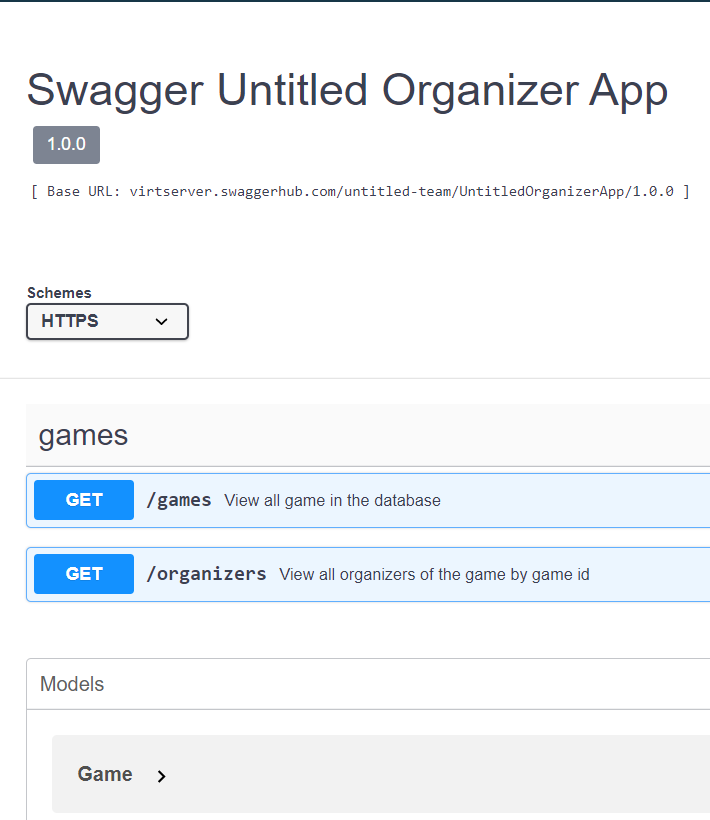 Swagger Untitled Organizer App
1.0.0
[ Base URL: virtserver.swaggerhub.com/untitled-team/UntitledOrganizerApp/1.0.0 ]
Schemes
HTTPS
games
GET /games View all game in the database
GET /organizers View all organizers of the game by game id
Models
Game